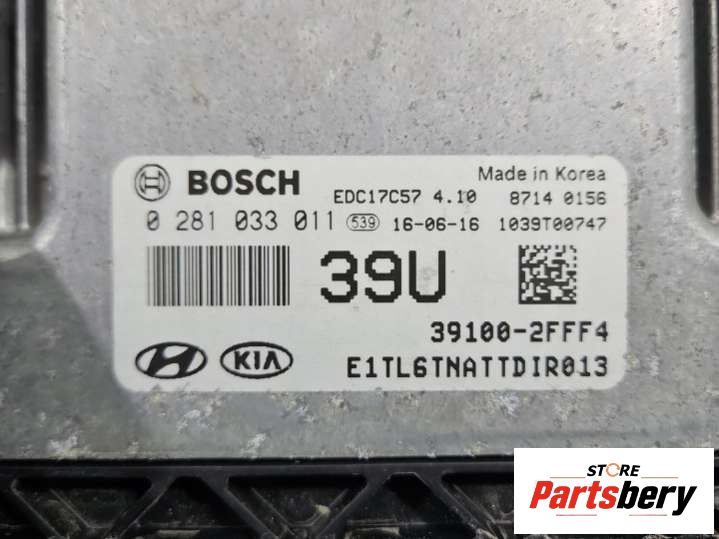 BOSCH
Made in Korea
EDC17C57 4.10 8714 0156
0 281 033 011 539 16-06-16 1039T00747
39U
39100-2FFF4
KIA E1TL6TNATTDIR013
STORE
Partsbery